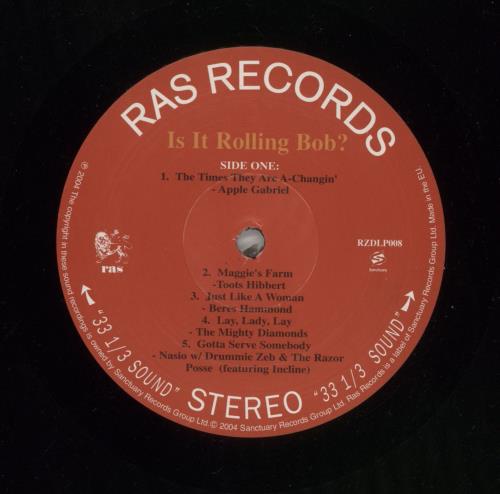 RAS RECORDS
Is It Rolling Bob?
SIDE ONE:
1. The Times They Are A-Changin'
- Apple Gabriel
ras
RZDLP008
Sanctuary
2. Maggie's Farm
-Toots Hibbert
3. Just Like A Woman
- Beres Hammond
4. Lay, Lady, Lay
- The Mighty Diamonds
5. Gotta Serve Somebody
- Nasio w/ Drummie Zeb & The Razor
Posse (featuring Incline)
"33 1/3 SOUND" STEREO "33 1/3 SOUND"
℗ 2004 The copyright in these sound recordings is owned by Sanctuary Records Group Ltd. © 2004 Sanctuary Records Group Ltd. Ras Records is a label of Sanctuary Records Group Ltd. Made in the EU.